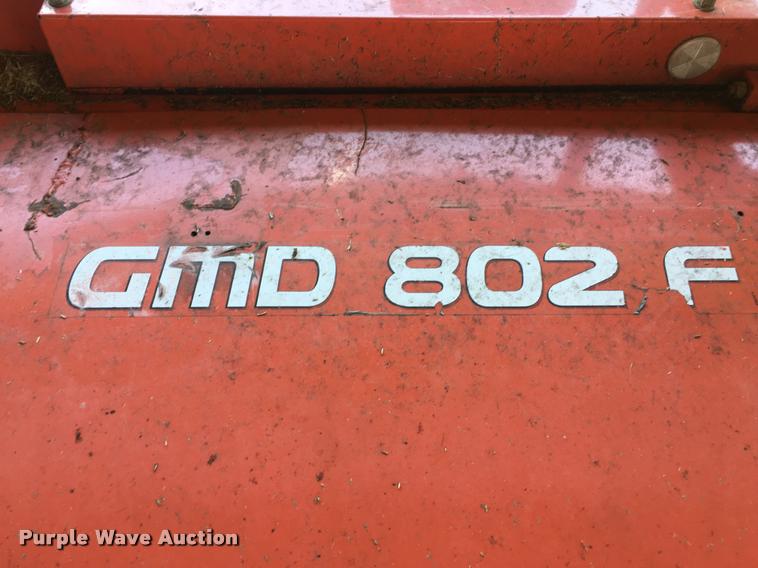 GMD 802 F
Purple Wave Auction